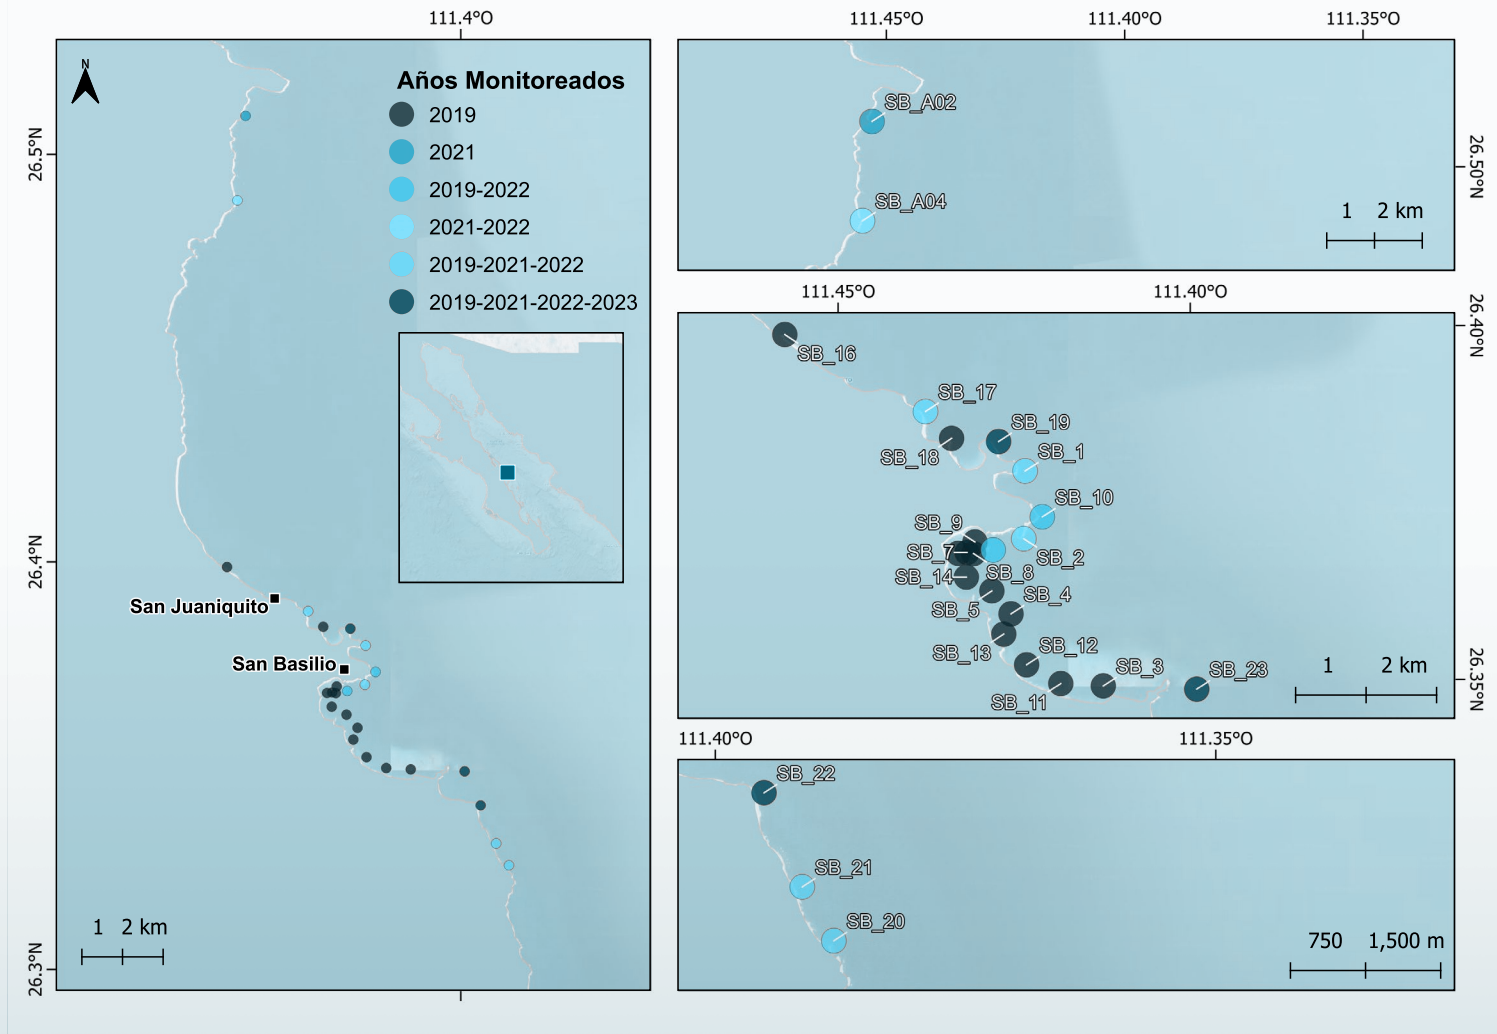 111.4°O
N
Años Monitoreados
2019
2021
2019-2022
2021-2022
2019-2021-2022
2019-2021-2022-2023
26.5°N
26.4°N
26.3°N
San Juaniquito
San Basilio
1 2 km
111.45°O 111.40°O 111.35°O
SB_A02
SB_A04
26.50°N
1 2 km
111.45°O 111.40°O
26.40°N
SB_16
SB_17
SB_19
SB_18
SB_1
SB_10
SB_9
SB_7
SB_2
SB_8
SB_14
SB_4
SB_5
SB_12
SB_13
SB_3
SB_23
SB_11
1 2 km
26.35°N
111.40°O 111.35°O
SB_22
SB_21
SB_20
750 1,500 m